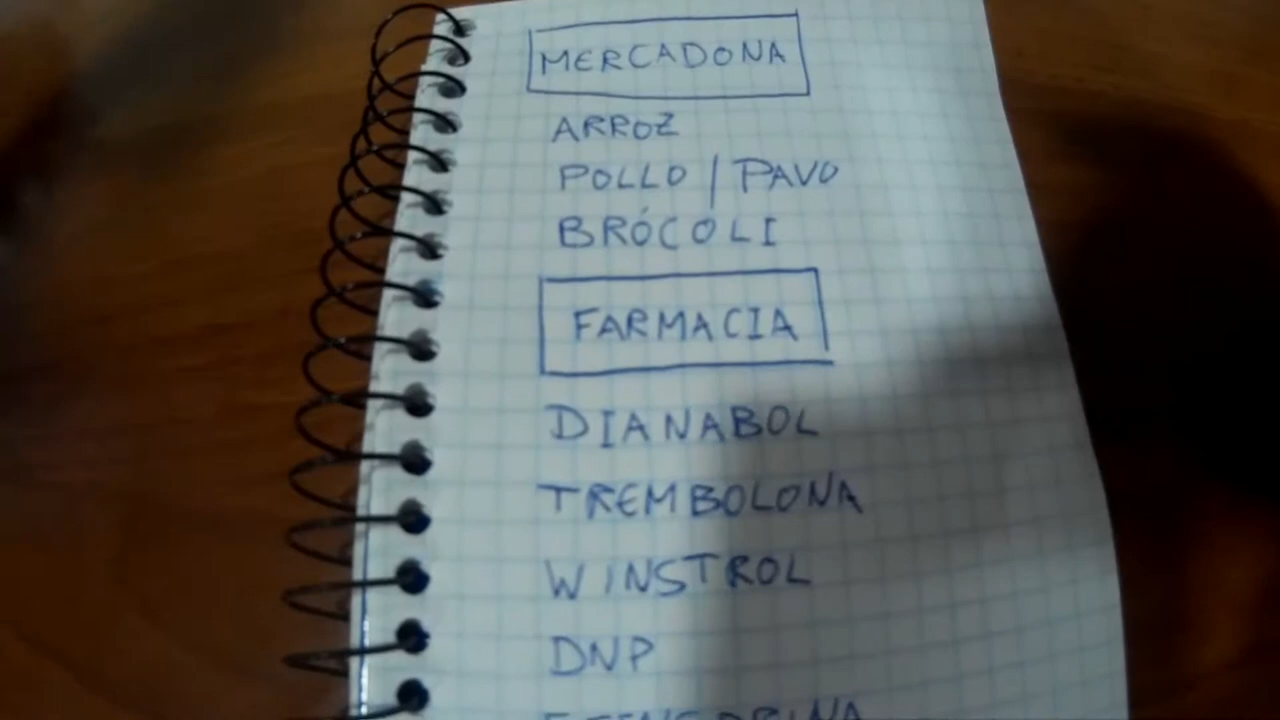 MERCADONA
ARROZ
POLLO / PAVO
BRÓCOLI
FARMACIA
DIANABOL
TREMBOLONA
WINSTROL
DNP